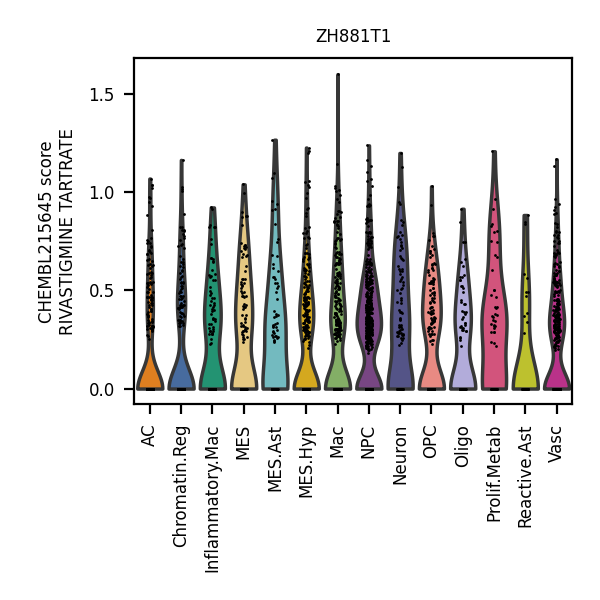 ZH881T1
CHEMBL215645 score
RIVASTIGMINE TARTRATE
1.5
1.0
0.5
0.0
AC
Chromatin.Reg
Inflammatory.Mac
MES
MES.Ast
MES.Hyp
Mac
NPC
Neuron
OPC
Oligo
Prolif.Metab
Reactive.Ast
Vasc